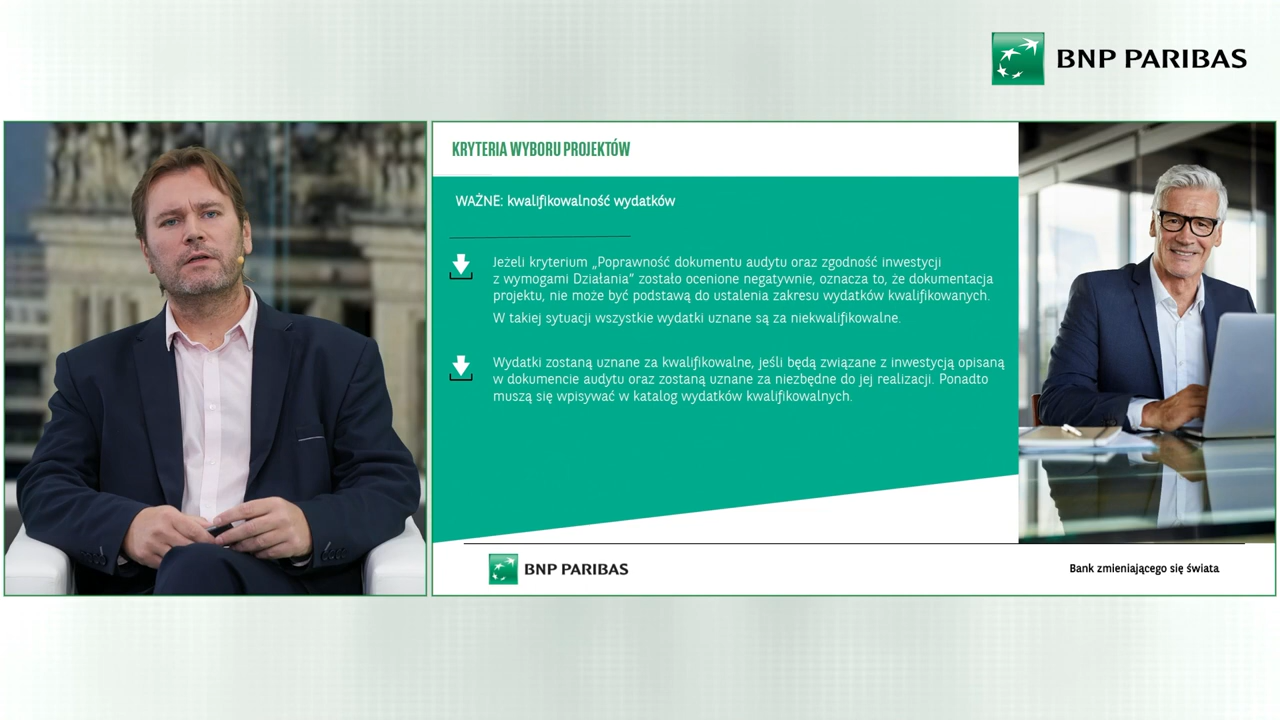 BNP PARIBAS
KRYTERIA WYBORU PROJEKTÓW
WAŻNE: kwalifikowalność wydatków
Jeżeli kryterium „Poprawność dokumentu audytu oraz zgodność inwestycji
z wymogami Działania” zostało ocenione negatywnie, oznacza to, że dokumentacja
projektu, nie może być podstawą do ustalenia zakresu wydatków kwalifikowanych.
W takiej sytuacji wszystkie wydatki uznane są za niekwalifikowalne.
Wydatki zostaną uznane za kwalifikowalne, jeśli będą związane z inwestycją opisaną
w dokumencie audytu oraz zostaną uznane za niezbędne do jej realizacji. Ponadto
muszą się wpisywać w katalog wydatków kwalifikowalnych.
BNP PARIBAS
Bank zmieniającego się świata